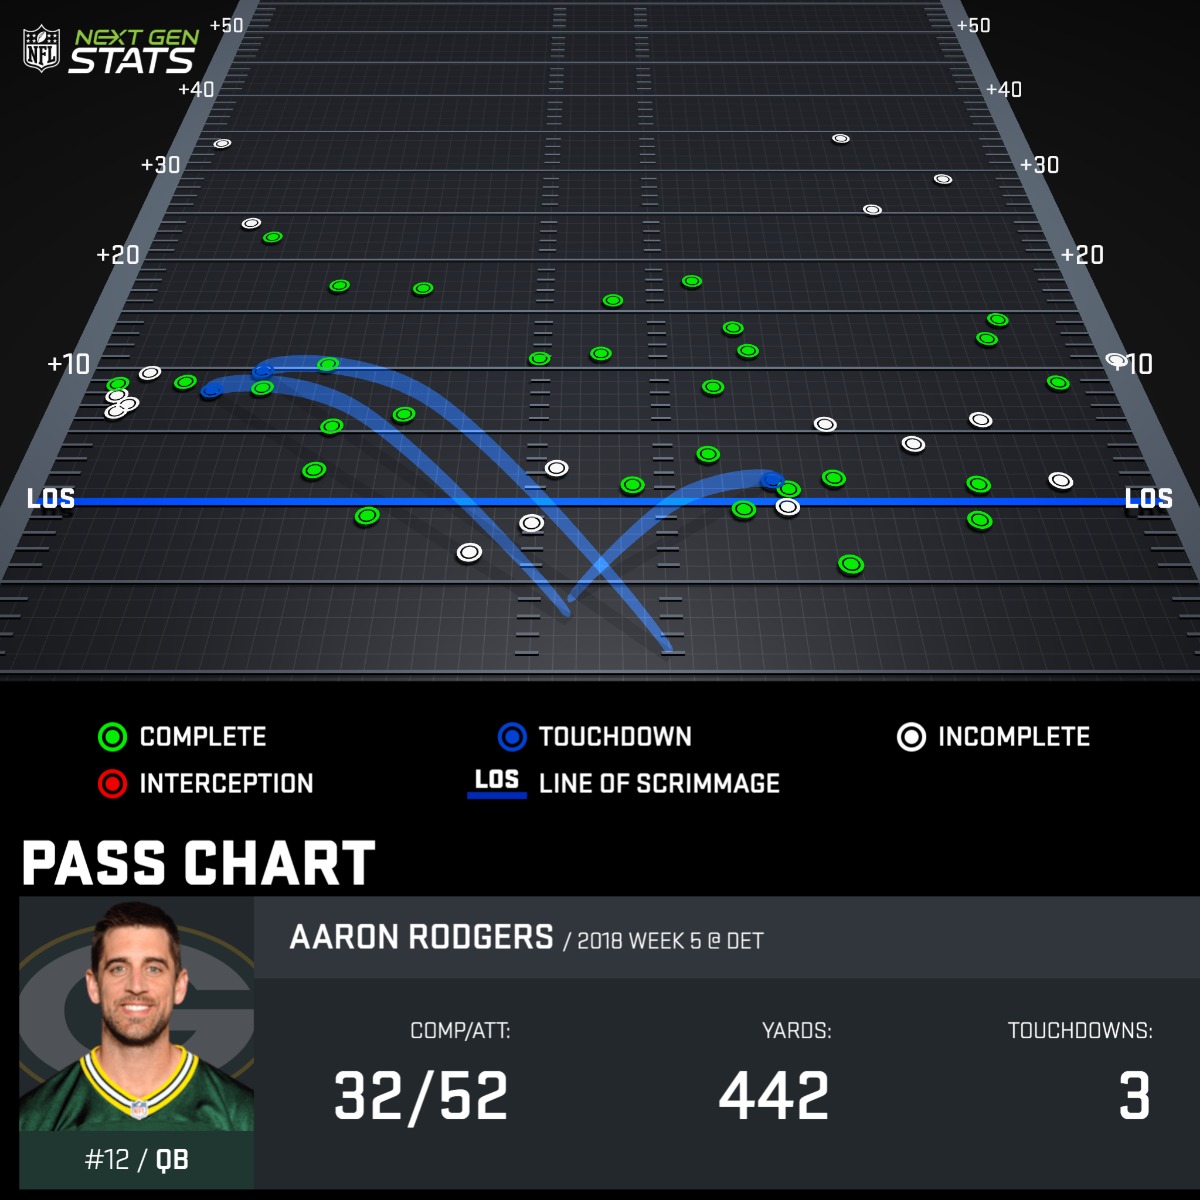 +50 +50
NFL NEXT GEN
STATS
+40 +40
+30 +30
+20 +20
+10 +10
LOS LOS
COMPLETE TOUCHDOWN INCOMPLETE
INTERCEPTION LOS LINE OF SCRIMMAGE
PASS CHART
AARON RODGERS / 2018 WEEK 5 @ DET
COMP/ATT: YARDS: TOUCHDOWNS:
32/52 442 3
#12 / QB